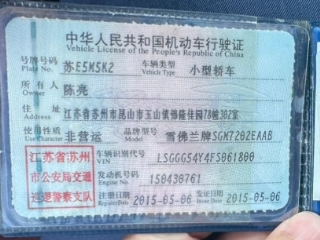 中华人民共和国机动车行驶证
Vehicle License of the People's Republic of China
号牌号码 苏E5M5K2 车辆类型 小型轿车
Plate No. Vehicle Type
所有人 陈亮
Owner
住址 江苏省苏州市昆山市玉山镇锦隆佳园78幢302室
Address
使用性质 非营运 品牌型号 雪佛兰牌SGM7202EAAB
Use Character Model
江苏省苏州
市公安局交通
巡逻警察支队
车辆识别代号 LSGGG54Y4FS061800
VIN
发动机号码 150430761
Engine No.
注册日期 2015-05-06 发证日期 2015-05-06
Register Date Issue Date